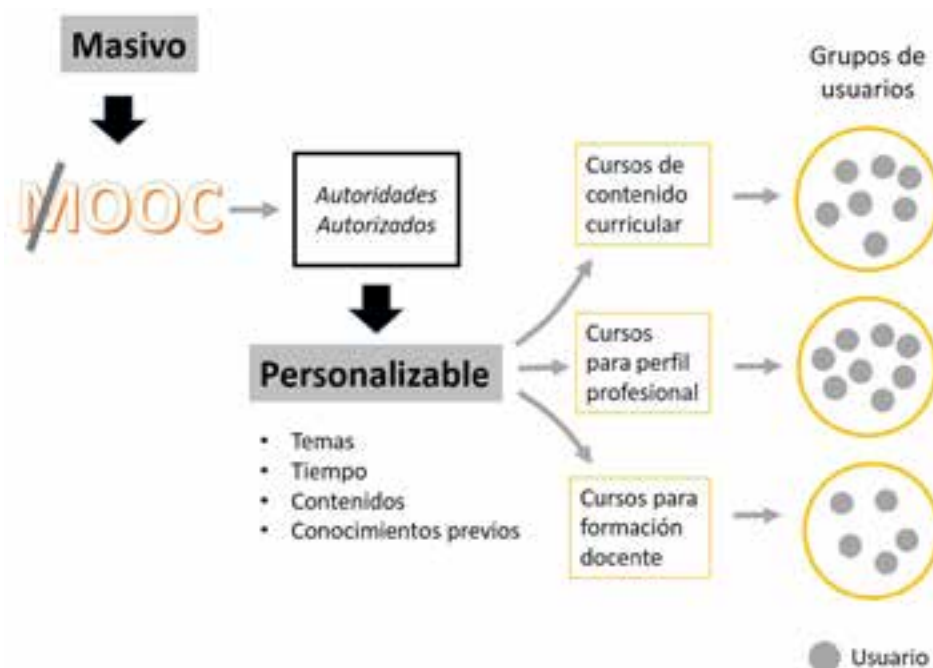 Masivo
MOOC
Autoridades
Autorizados
Personalizable
• Temas
• Tiempo
• Contenidos
• Conocimientos previos
Cursos de
contenido
curricular
Cursos
para perfil
profesional
Cursos para
formación
docente
Grupos de
usuarios
Usuario